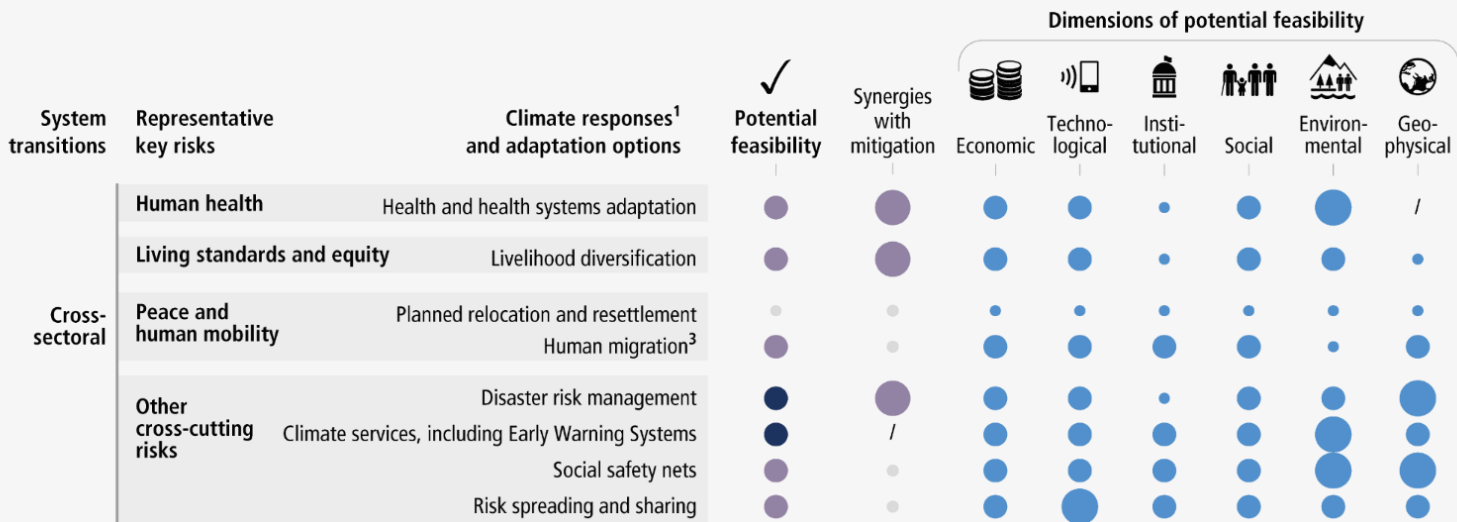 Dimensions of potential feasibility
System
transitions
Representative
key risks
Climate responses¹
and adaptation options
Potential
feasibility
Synergies
with
mitigation
Economic
Techno-
logical
Insti-
tutional
Social
Environ-
mental
Geo-
physical
Cross-
sectoral
Human health
Health and health systems adaptation
/
Living standards and equity
Livelihood diversification
Peace and
human mobility
Planned relocation and resettlement
Human migration³
Other
cross-cutting
risks
Disaster risk management
Climate services, including Early Warning Systems
/
Social safety nets
Risk spreading and sharing